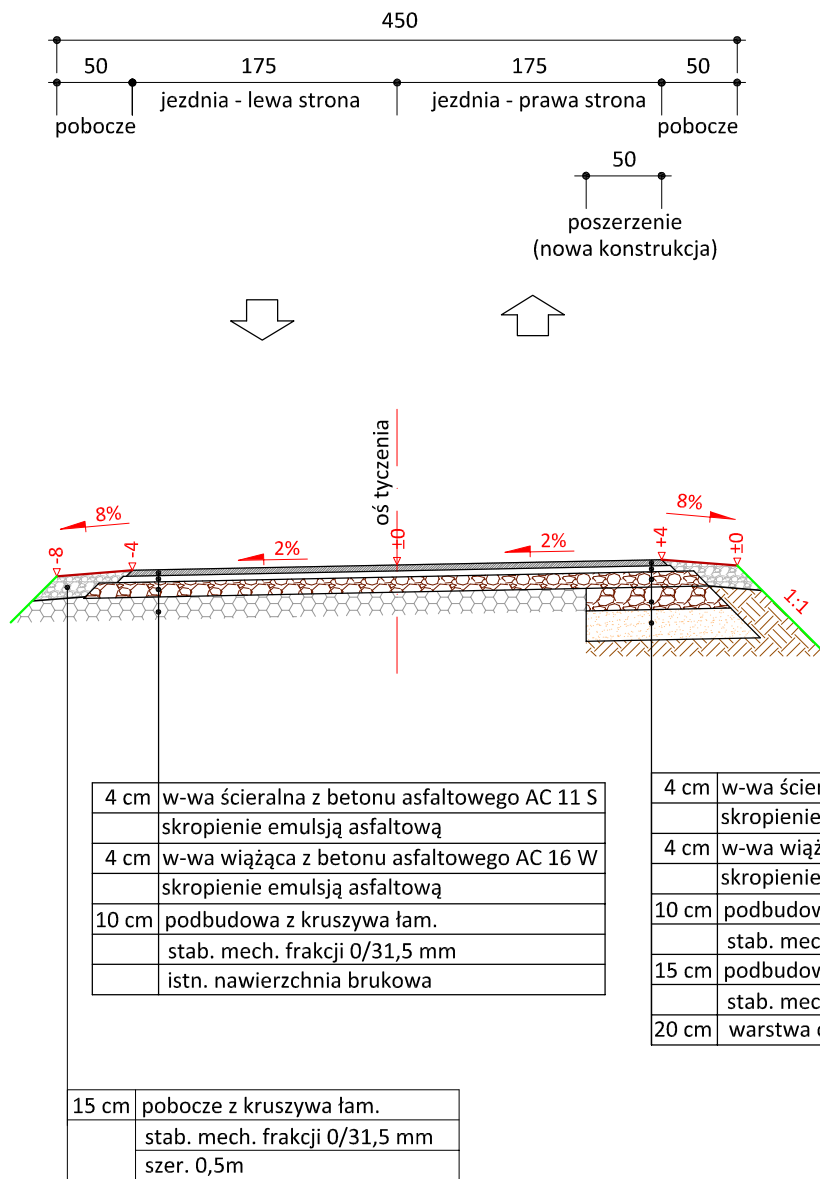 450
50 175 175 50
jezdnia - lewa strona jezdnia - prawa strona
pobocze pobocze
50
poszerzenie
(nowa konstrukcja)
oś tyczenia
8% 8%
-8 -4 2% ±0 2% +4 ±0
1:1
4 cm w-wa ścieralna z betonu asfaltowego AC 11 S
skropienie emulsją asfaltową
4 cm w-wa wiążąca z betonu asfaltowego AC 16 W
skropienie emulsją asfaltową
10 cm podbudowa z kruszywa łam.
stab. mech. frakcji 0/31,5 mm
istn. nawierzchnia brukowa
4 cm w-wa ście
skropienie
4 cm w-wa wią
skropienie
10 cm podbudow
stab. mec
15 cm podbudow
stab. mec
20 cm warstwa
15 cm pobocze z kruszywa łam.
stab. mech. frakcji 0/31,5 mm
szer. 0,5m